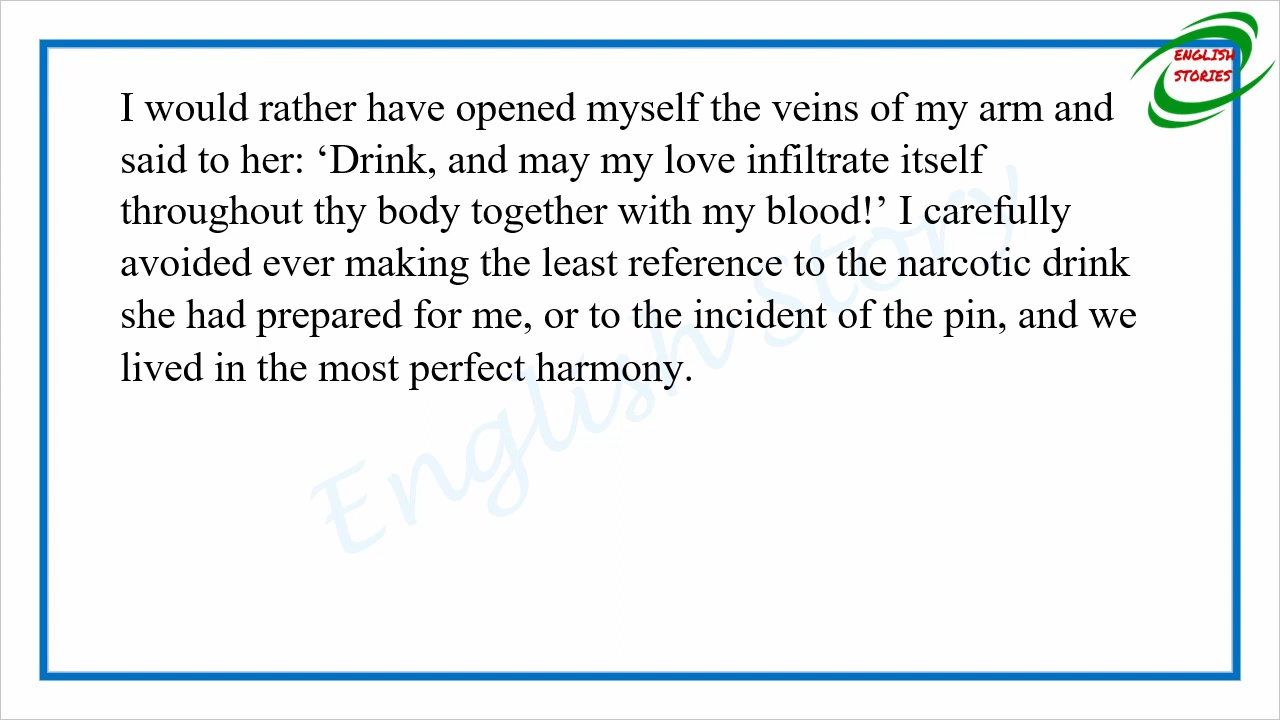 ENGLISH
STORIES
I would rather have opened myself the veins of my arm and
said to her: ‘Drink, and may my love infiltrate itself
throughout thy body together with my blood!’ I carefully
avoided ever making the least reference to the narcotic drink
she had prepared for me, or to the incident of the pin, and we
lived in the most perfect harmony.
English Story